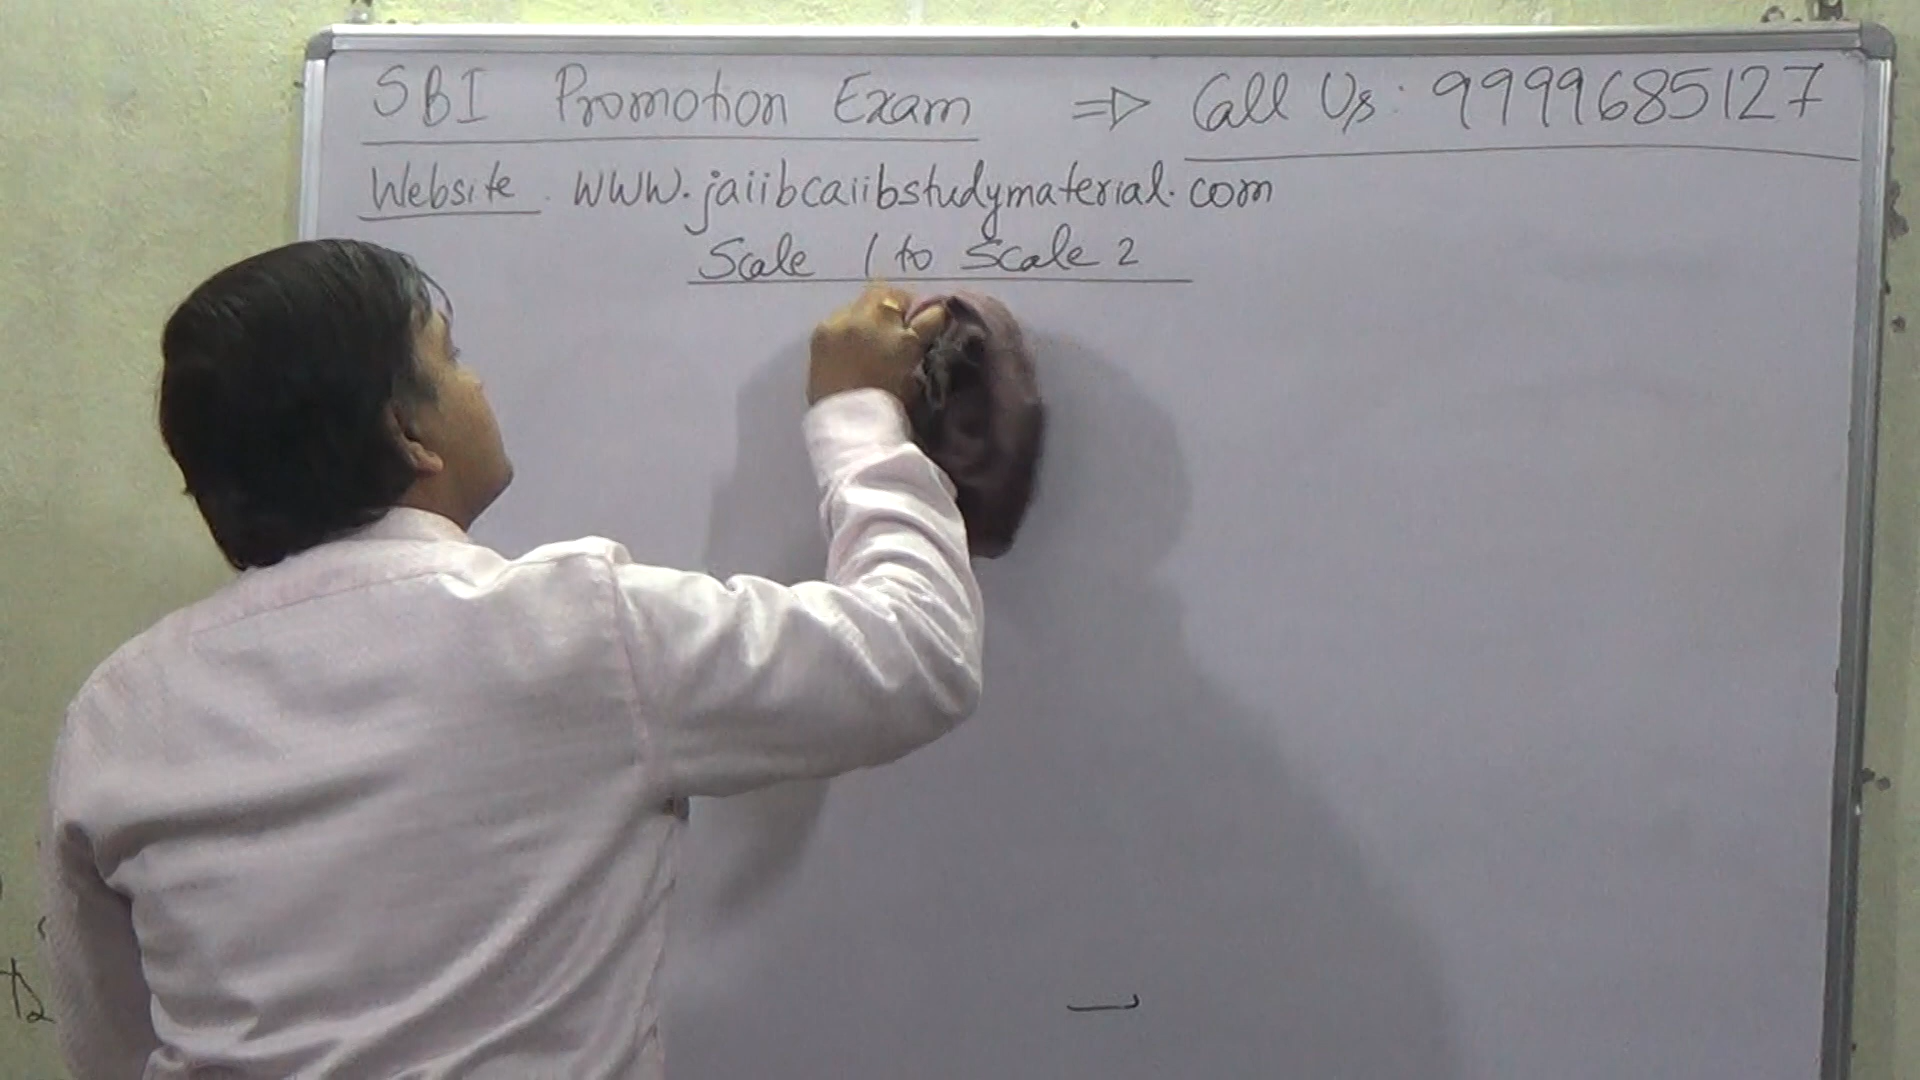 SBI Promotion Exam => Call Us: 9999685127
Website. www.jaiibcaiibstudymaterial.com
Scale 1 to Scale 2